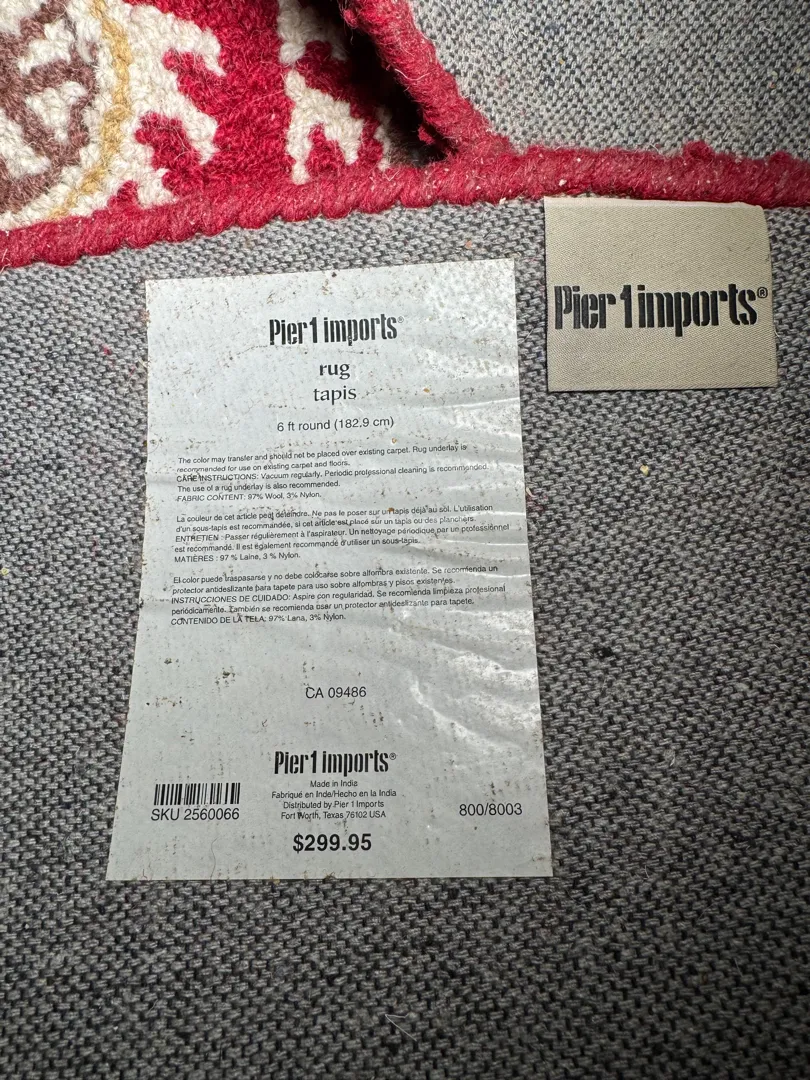 Pier 1 imports®
Pier 1 imports®
rug
tapis
6 ft round (182.9 cm)
The color may transfer and should not be placed over existing carpet. Rug underlay is
recommended for use on existing carpet and floors.
CARE INSTRUCTIONS: Vacuum regularly. Periodic professional cleaning is recommended.
The use of a rug underlay is also recommended.
FABRIC CONTENT: 97% Wool, 3% Nylon.
La couleur de cet article peut déteindre. Ne pas le poser sur un tapis déjà au sol. L'utilisation
d'un sous-tapis est recommandée, si cet article est placé sur un tapis ou des planchers.
ENTRETIEN : Passer régulièrement à l'aspirateur. Un nettoyage périodique par un professionnel
est recommandé. Il est également recommandé d'utiliser un sous-tapis.
MATIÈRES : 97 % Laine, 3 % Nylon.
El color puede traspasarse y no debe colocarse sobre alfombra existente. Se recomienda un
protector antideslizante para tapete para uso sobre alfombras y pisos existentes.
INSTRUCCIONES DE CUIDADO: Aspire con regularidad. Se recomienda limpieza profesional
periódicamente. También se recomienda usar un protector antideslizante para tapete.
CONTENIDO DE LA TELA: 97% Lana, 3% Nylon.
CA 09486
Pier 1 imports®
Made in India
Fabriqué en Inde/Hecho en la India
Distributed by Pier 1 Imports
Fort Worth, Texas 76102 USA
SKU 2560066
800/8003
$299.95